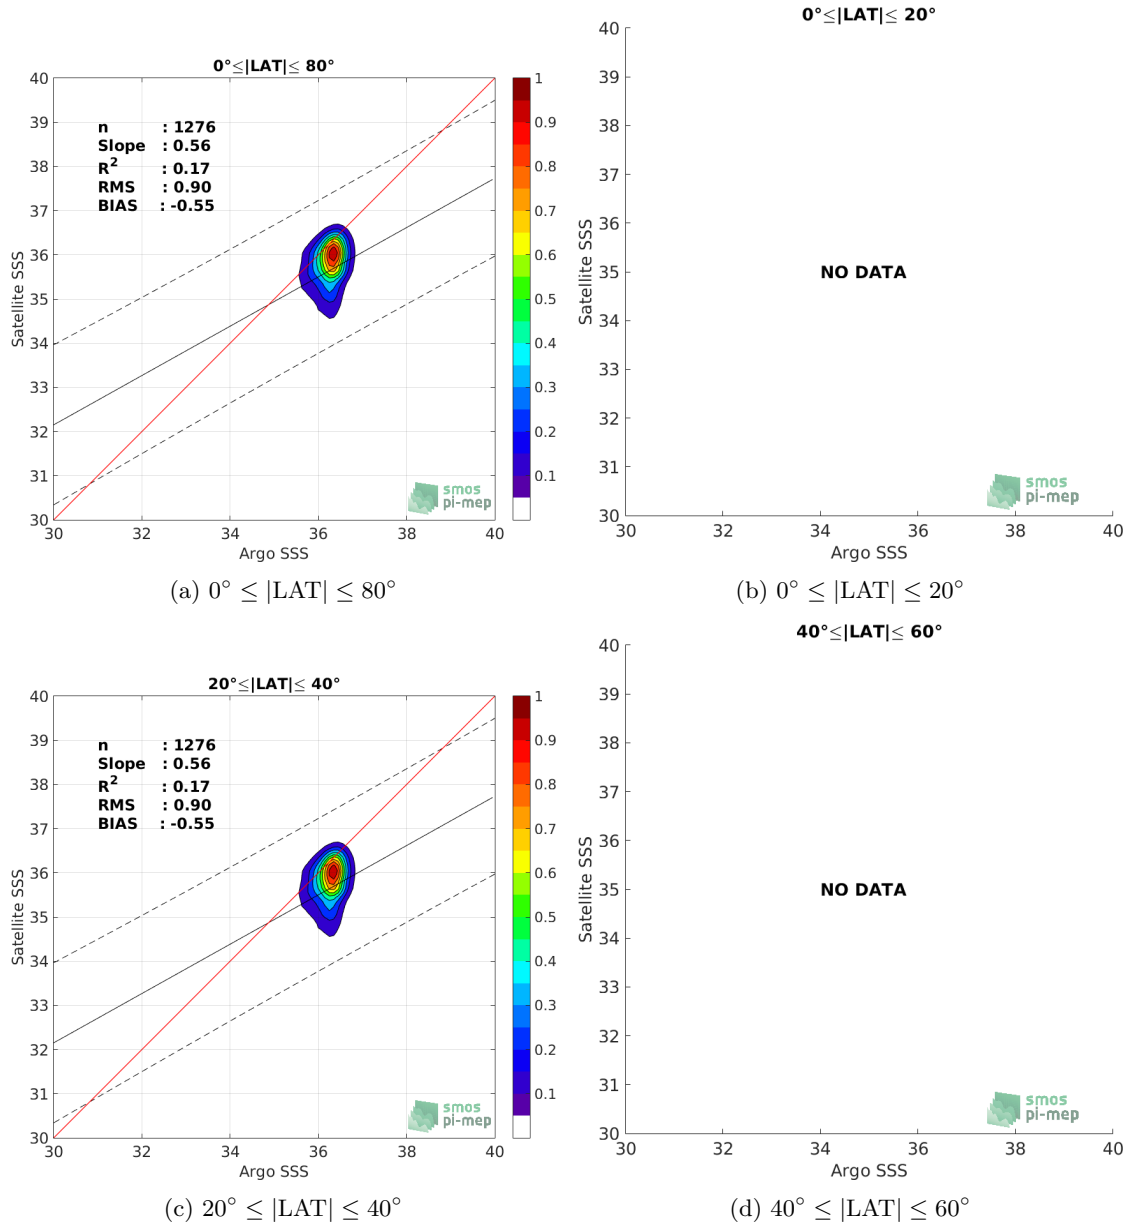 0°≤|LAT|≤ 80°
40
39
38
37
36
35
34
33
32
31
30
Satellite SSS
n : 1276
Slope : 0.56
R² : 0.17
RMS : 0.90
BIAS : -0.55
1
0.9
0.8
0.7
0.6
0.5
0.4
0.3
0.2
0.1
smos
pi-mep
30 32 34 36 38 40
Argo SSS
(a) 0° ≤ |LAT| ≤ 80°
0°≤|LAT|≤ 20°
40
39
38
37
36
35
34
33
32
31
30
Satellite SSS
NO DATA
smos
pi-mep
30 32 34 36 38 40
Argo SSS
(b) 0° ≤ |LAT| ≤ 20°
20°≤|LAT|≤ 40°
40
39
38
37
36
35
34
33
32
31
30
Satellite SSS
n : 1276
Slope : 0.56
R² : 0.17
RMS : 0.90
BIAS : -0.55
1
0.9
0.8
0.7
0.6
0.5
0.4
0.3
0.2
0.1
smos
pi-mep
30 32 34 36 38 40
Argo SSS
(c) 20° ≤ |LAT| ≤ 40°
40°≤|LAT|≤ 60°
40
39
38
37
36
35
34
33
32
31
30
Satellite SSS
NO DATA
smos
pi-mep
30 32 34 36 38 40
Argo SSS
(d) 40° ≤ |LAT| ≤ 60°